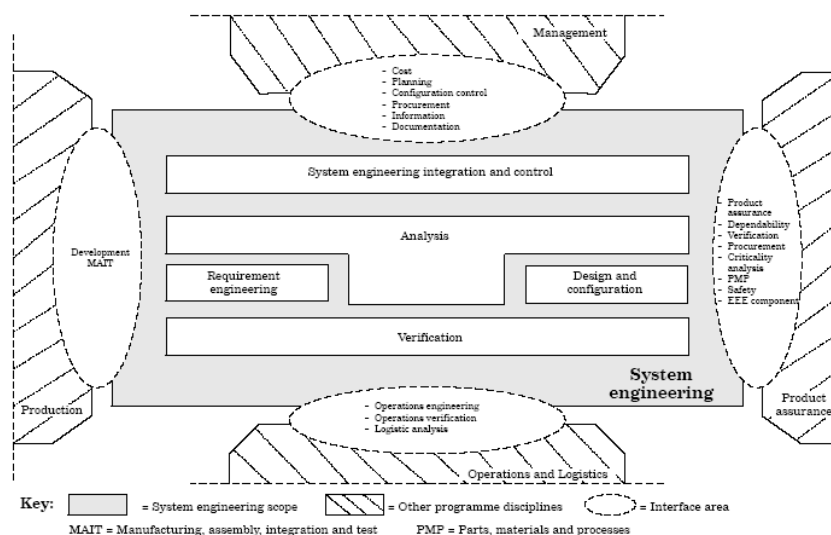 Management
- Cost
- Planning
- Configuration control
- Procurement
- Information
- Documentation
System engineering integration and control
Analysis
Requirement
engineering
Design and
configuration
Verification
System
engineering
Development
MAIT
Production
- Product
assurance
- Dependability
- Verification
- Procurement
- Criticality
analysis
- PMP
- Safety
- EEE component
Product
assurance
- Operations engineering
- Operations verification
- Logistic analysis
Operations and Logistics
Key:
= System engineering scope
= Other programme disciplines
= Interface area
MAIT = Manufacturing, assembly, integration and test
PMP = Parts, materials and processes